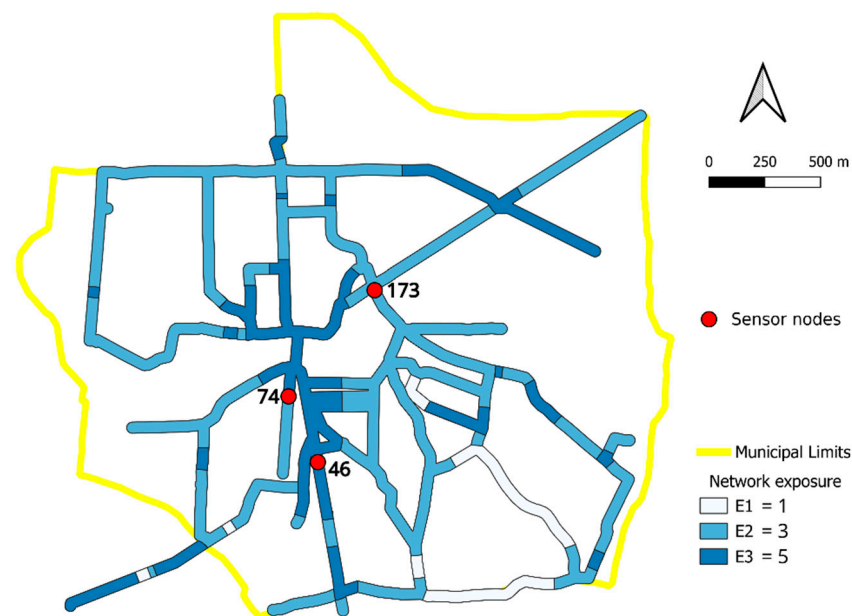 0 250 500 m
173
Sensor nodes
74
46
Municipal Limits
Network exposure
E1 = 1
E2 = 3
E3 = 5